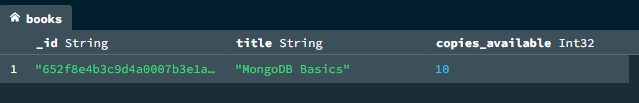 books
_id String title String copies_available Int32
1 "652f8e4b3c9d4a0007b3e1a… "MongoDB Basics" 10